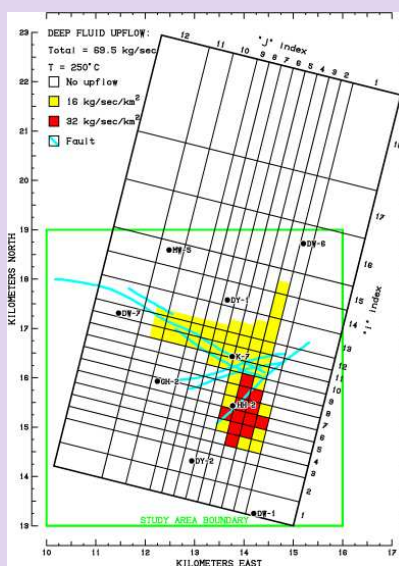 DEEP FLUID UPFLOW:
Total = 69.5 kg/sec
T = 250°C
No upflow
16 kg/sec/km²
32 kg/sec/km²
Fault
"J" index
12 11 10 9 8 7 6 5 4 3 2 1
"I" index
17
16
15
14
13
12
11
10
9
8
7
6
5
4
3
2
1
KILOMETERS NORTH
23
22
21
20
19
18
17
16
15
14
13
MW-5
DW-6
DY-1
DW-7
K-7
GH-2
DY-2
DW-1
STUDY AREA BOUNDARY
10 11 12 13 14 15 16 17
KILOMETERS EAST